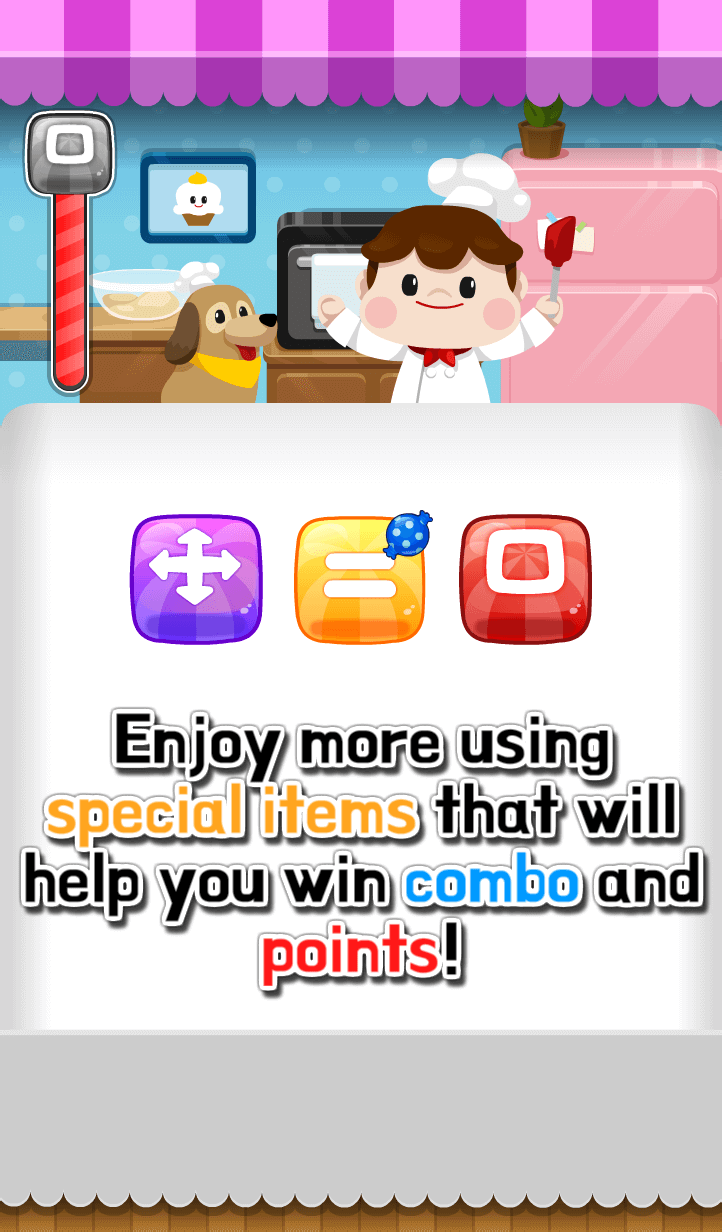 Enjoy more using
special items that will
help you win combo and
points!